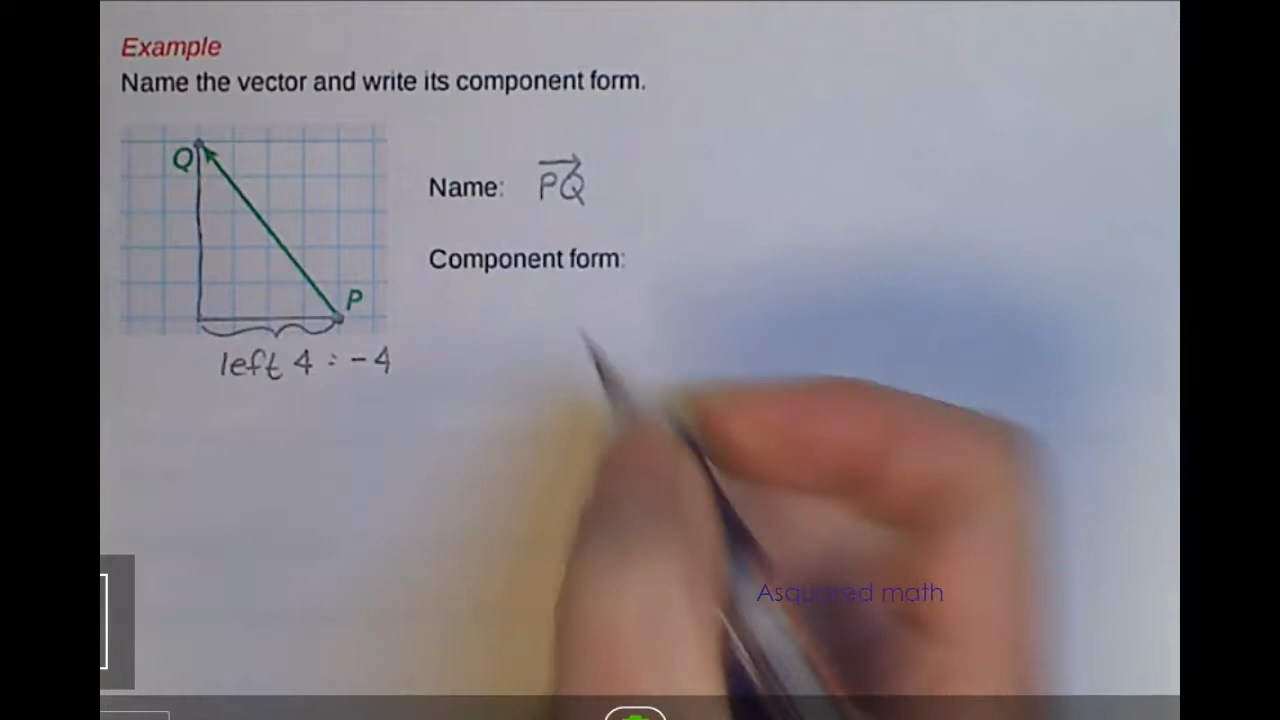 Example
Name the vector and write its component form.
Q
P
left 4 : -4
Name: PQ
Component form:
Asquared math